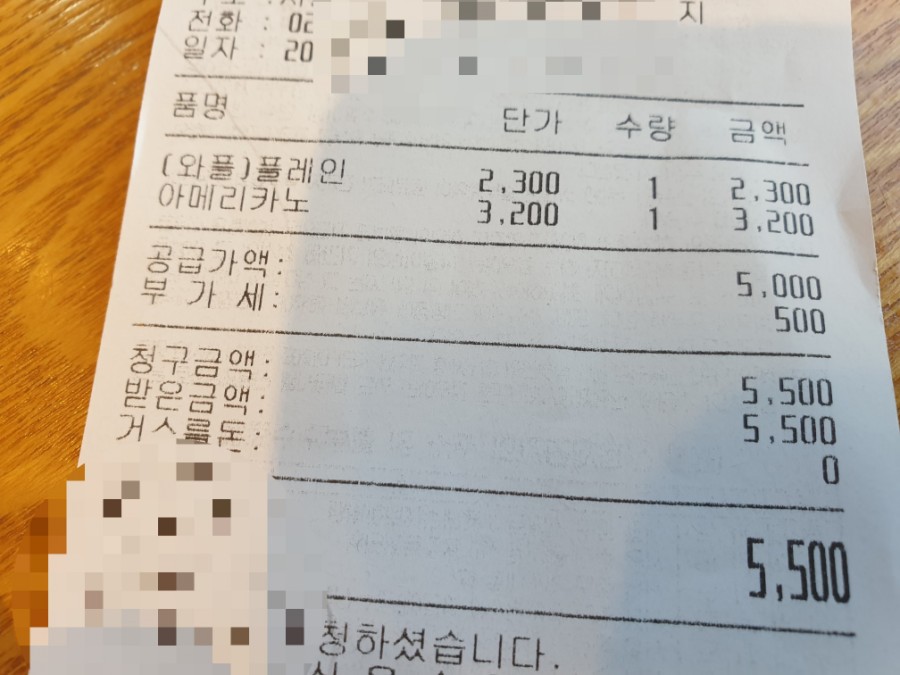 지
전화 : 02
일자 : 20
품명 단가 수량 금액
(와플)플레인 2,300 1 2,300
아메리카노 3,200 1 3,200
공급가액: 5,000
부 가 세: 500
청구금액: 5,500
받은금액: 5,500
거스름돈: 0
5,500
청하셨습니다.